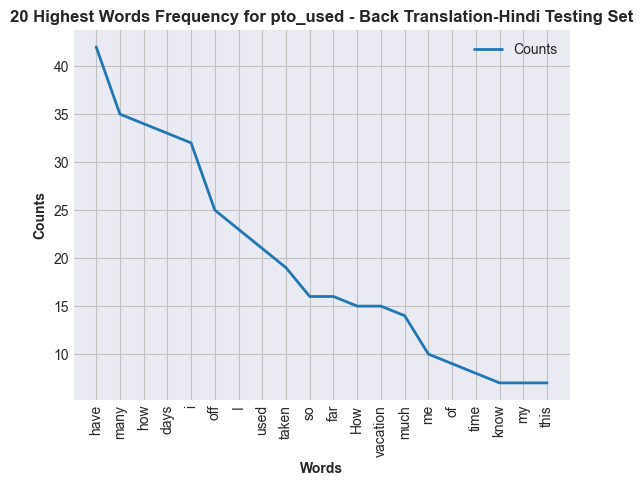 20 Highest Words Frequency for pto_used - Back Translation-Hindi Testing Set
Counts
40
35
30
25
20
15
10
Counts
have
many
how
days
i
off
I
used
taken
so
far
How
vacation
much
me
of
time
know
my
this
Words